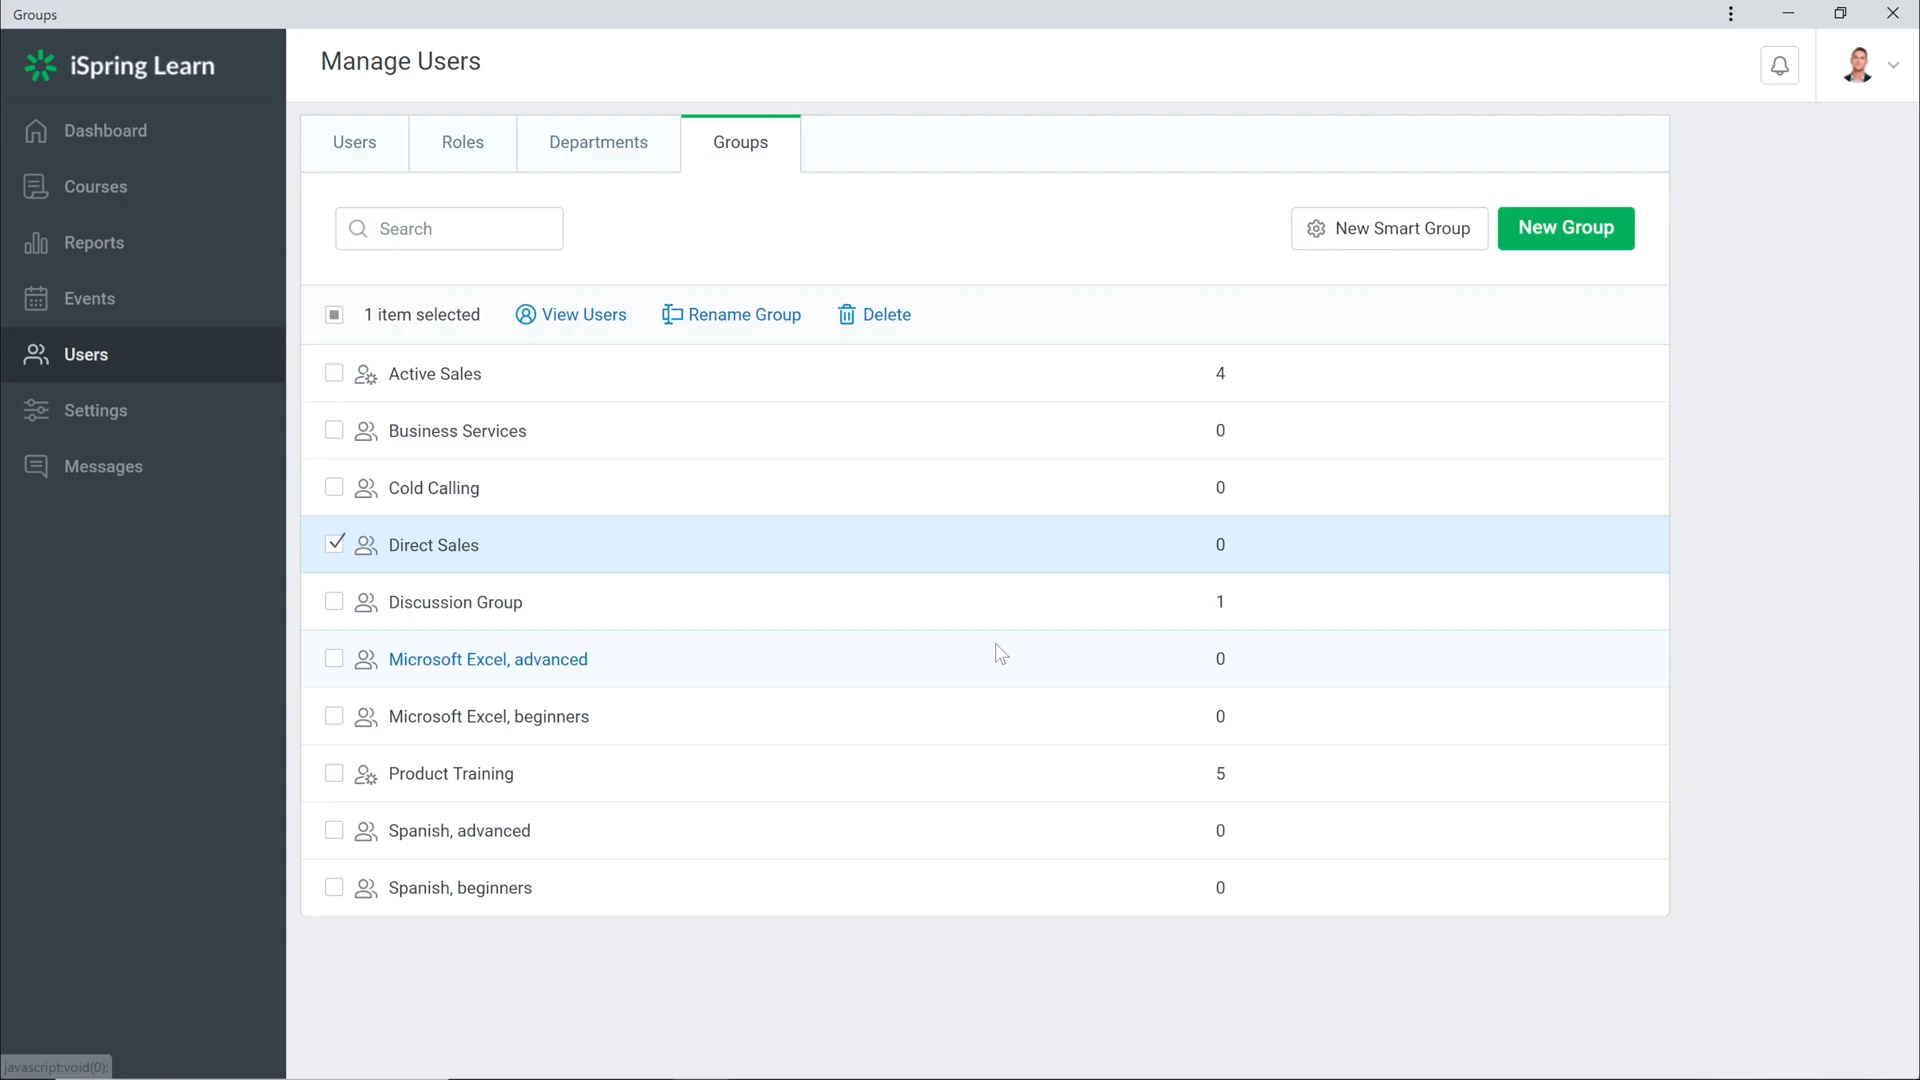 Groups
iSpring Learn
Manage Users
Dashboard
Courses
Reports
Events
Users
Settings
Messages
Users Roles Departments Groups
Search New Smart Group New Group
1 item selected View Users Rename Group Delete
Active Sales 4
Business Services 0
Cold Calling 0
Direct Sales 0
Discussion Group 1
Microsoft Excel, advanced 0
Microsoft Excel, beginners 0
Product Training 5
Spanish, advanced 0
Spanish, beginners 0
javascript:void(0);